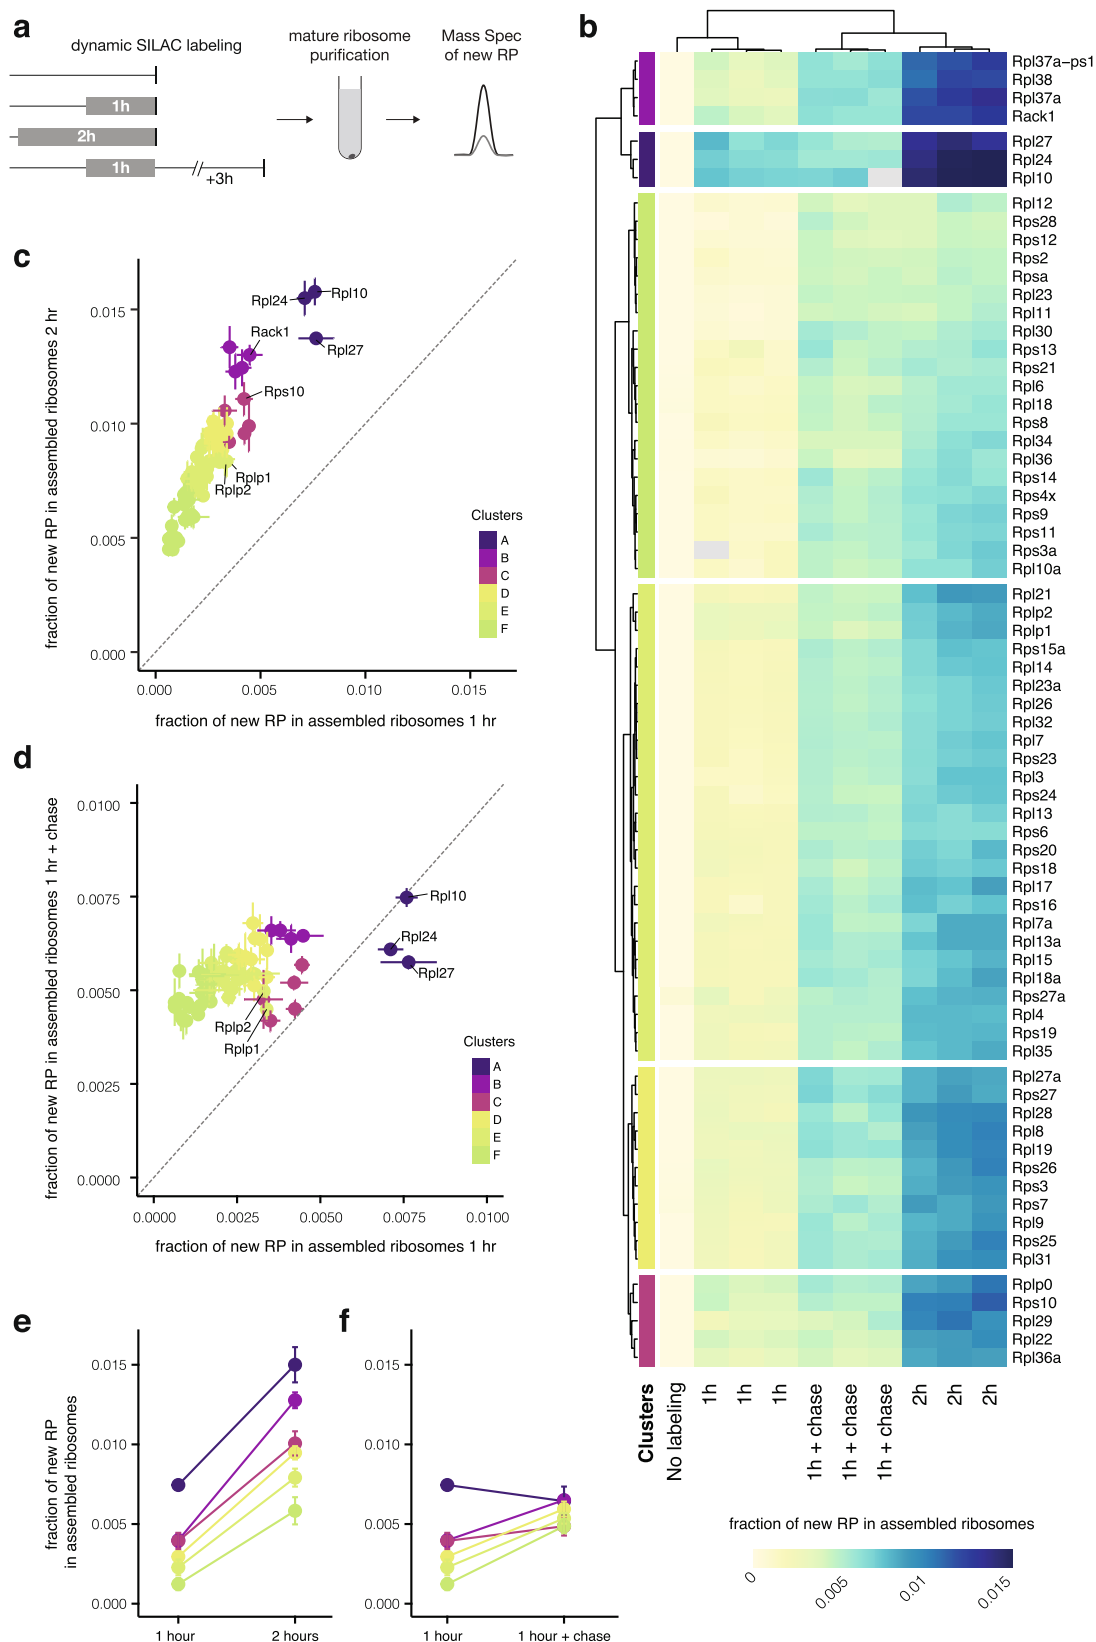 a
dynamic SILAC labeling
mature ribosome
purification
Mass Spec
of new RP
1h
2h
1h
+3h
b
Rpl37a-ps1
Rpl38
Rpl37a
Rack1
Rpl27
Rpl24
Rpl10
Rpl12
Rps28
Rps12
Rps2
Rpsa
Rpl23
Rpl11
Rpl30
Rps13
Rps21
Rpl6
Rpl18
Rps8
Rpl34
Rpl36
Rps14
Rps4x
Rps9
Rps11
Rps3a
Rpl10a
Rpl21
Rplp2
Rplp1
Rps15a
Rpl14
Rpl23a
Rpl26
Rpl32
Rpl7
Rps23
Rpl3
Rps24
Rpl13
Rps6
Rps20
Rps18
Rpl17
Rps16
Rpl7a
Rpl13a
Rpl15
Rpl18a
Rps27a
Rpl4
Rps19
Rpl35
Rpl27a
Rps27
Rpl28
Rpl8
Rpl19
Rps26
Rps3
Rps7
Rpl9
Rps25
Rpl31
Rplp0
Rps10
Rpl29
Rpl22
Rpl36a
Clusters
No labeling
1h
1h
1h
1h + chase
1h + chase
1h + chase
2h
2h
2h
fraction of new RP in assembled ribosomes
0
0.005
0.01
0.015
c
fraction of new RP in assembled ribosomes 2 hr
0.015
0.010
0.005
0.000
Rpl24
Rpl10
Rack1
Rpl27
Rps10
Rplp1
Rplp2
Clusters
A
B
C
D
E
F
0.000
0.005
0.010
0.015
fraction of new RP in assembled ribosomes 1 hr
d
fraction of new RP in assembled ribosomes 1 hr + chase
0.0100
0.0075
0.0050
0.0025
0.0000
Rpl10
Rpl24
Rpl27
Rplp2
Rplp1
Clusters
A
B
C
D
E
F
0.0000
0.0025
0.0050
0.0075
0.0100
fraction of new RP in assembled ribosomes 1 hr
e
fraction of new RP
in assembled ribosomes
0.015
0.010
0.005
0.000
1 hour
2 hours
f
0.015
0.010
0.005
0.000
1 hour
1 hour + chase